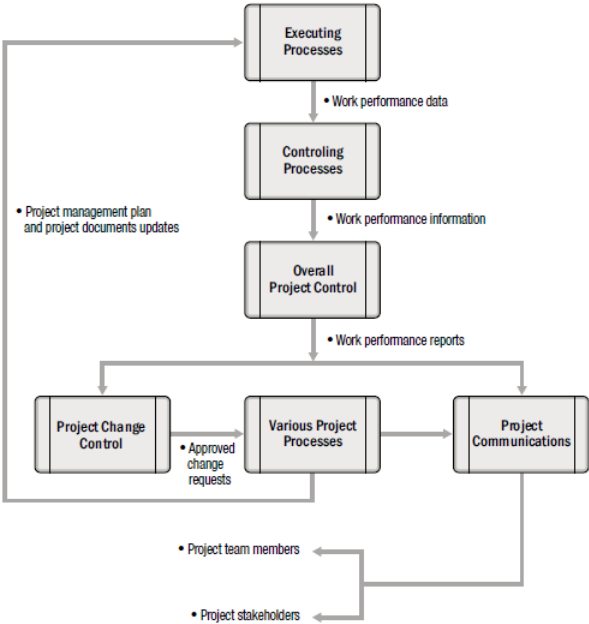 Executing
Processes
• Work performance data
Controling
Processes
• Project management plan
and project documents updates
• Work performance information
Overall
Project Control
• Work performance reports
Project Change
Control
• Approved
change
requests
Various Project
Processes
Project
Communications
• Project team members
• Project stakeholders